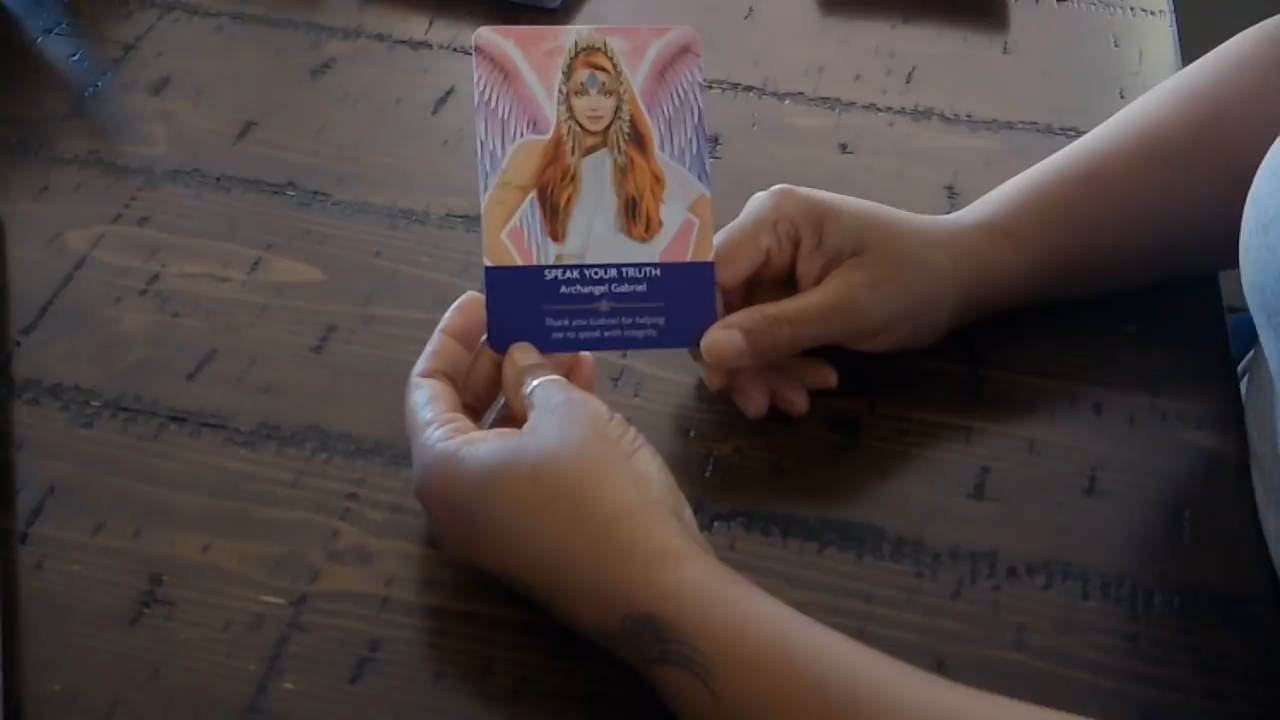 SPEAK YOUR TRUTH
Archangel Gabriel
Thank you Gabriel for helping
me to speak with integrity.